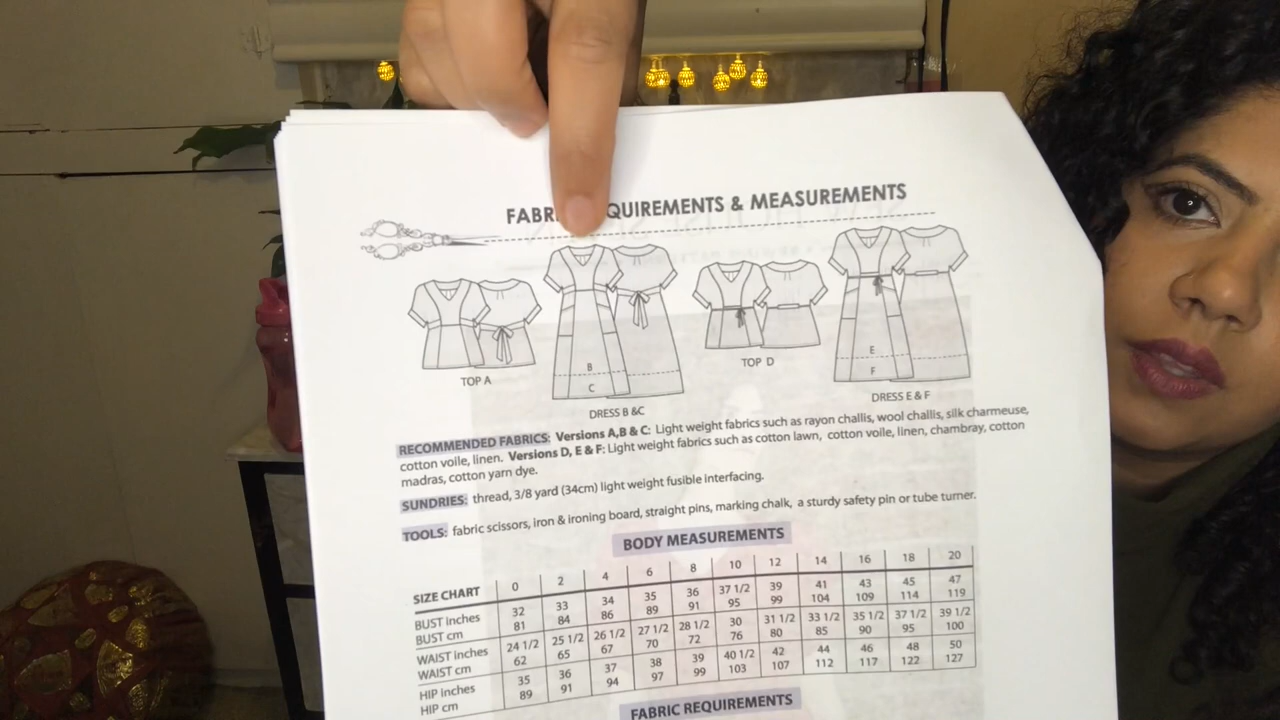 FABR QUIREMENTS & MEASUREMENTS
TOP A
B
C
DRESS B &C
TOP D
E
F
DRESS E & F
RECOMMENDED FABRICS: Versions A,B & C: Light weight fabrics such as rayon challis, wool challis, silk charmeuse,
cotton voile, linen. Versions D, E & F: Light weight fabrics such as cotton lawn, cotton voile, linen, chambray, cotton
madras, cotton yarn dye.
SUNDRIES: thread, 3/8 yard (34cm) light weight fusible interfacing.
TOOLS: fabric scissors, iron & ironing board, straight pins, marking chalk, a sturdy safety pin or tube turner.
BODY MEASUREMENTS
SIZE CHART 0 2 4 6 8 10 12 14 16 18 20
BUST inches 32 33 34 35 36 37 1/2 39 41 43 45 47
BUST cm 81 84 86 89 91 95 99 104 109 114 119
WAIST inches 24 1/2 25 1/2 26 1/2 27 1/2 28 1/2 30 31 1/2 33 1/2 35 1/2 37 1/2 39 1/2
WAIST cm 62 65 67 70 72 76 80 85 90 95 100
HIP inches 35 36 37 38 39 40 1/2 42 44 46 48 50
HIP cm 89 91 94 97 99 103 107 112 117 122 127
FABRIC REQUIREMENTS